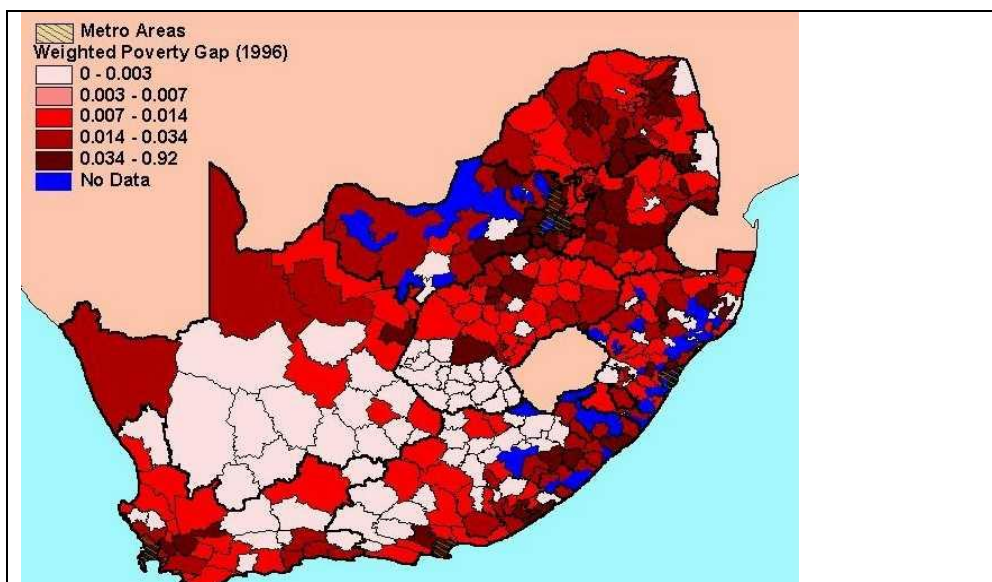 Metro Areas
Weighted Poverty Gap (1996)
0 - 0.003
0.003 - 0.007
0.007 - 0.014
0.014 - 0.034
0.034 - 0.92
No Data